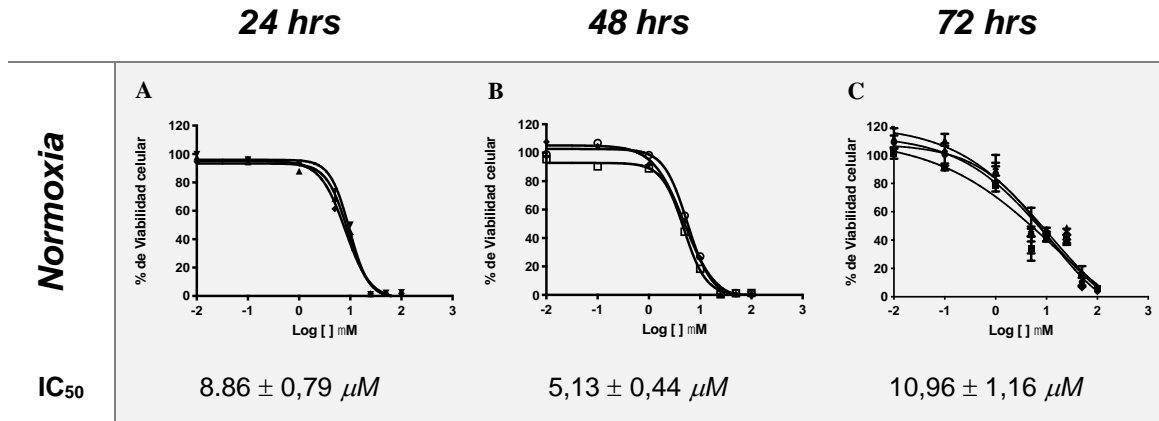 24 hrs 48 hrs 72 hrs
Normoxia
A
% de Viabilidad celular
120
100
80
60
40
20
0
-2 -1 0 1 2 3
Log [ ] mM
B
% de Viabilidad celular
120
100
80
60
40
20
0
-2 -1 0 1 2 3
Log [ ] mM
C
% de Viabilidad celular
120
100
80
60
40
20
0
-2 -1 0 1 2 3
Log [ ] mM
IC₅₀ 8.86 ± 0,79 μM 5,13 ± 0,44 μM 10,96 ± 1,16 μM